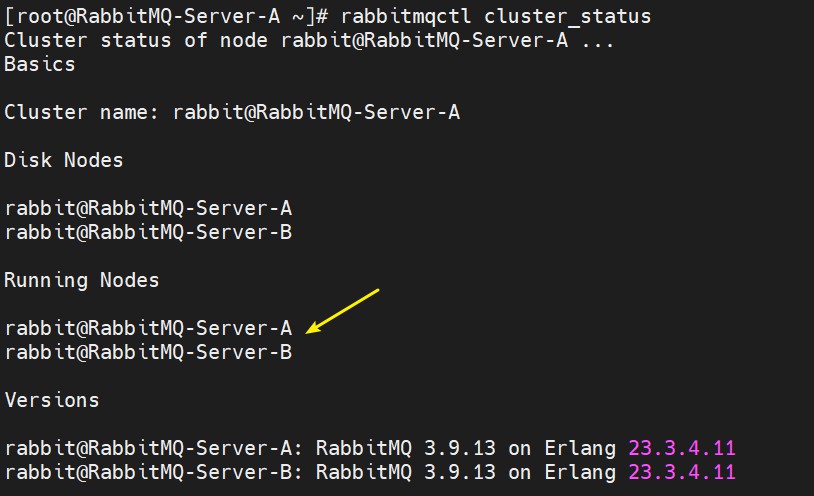 [root@RabbitMQ-Server-A ~]# rabbitmqctl cluster_status
Cluster status of node rabbit@RabbitMQ-Server-A ...
Basics
Cluster name: rabbit@RabbitMQ-Server-A
Disk Nodes
rabbit@RabbitMQ-Server-A
rabbit@RabbitMQ-Server-B
Running Nodes
rabbit@RabbitMQ-Server-A
rabbit@RabbitMQ-Server-B
Versions
rabbit@RabbitMQ-Server-A: RabbitMQ 3.9.13 on Erlang 23.3.4.11
rabbit@RabbitMQ-Server-B: RabbitMQ 3.9.13 on Erlang 23.3.4.11